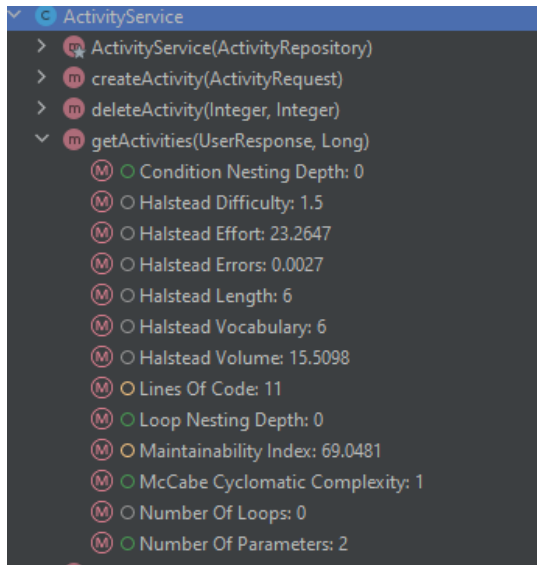 C ActivityService
m ActivityService(ActivityRepository)
m createActivity(ActivityRequest)
m deleteActivity(Integer, Integer)
m getActivities(UserResponse, Long)
M Condition Nesting Depth: 0
M Halstead Difficulty: 1.5
M Halstead Effort: 23.2647
M Halstead Errors: 0.0027
M Halstead Length: 6
M Halstead Vocabulary: 6
M Halstead Volume: 15.5098
M Lines Of Code: 11
M Loop Nesting Depth: 0
M Maintainability Index: 69.0481
M McCabe Cyclomatic Complexity: 1
M Number Of Loops: 0
M Number Of Parameters: 2